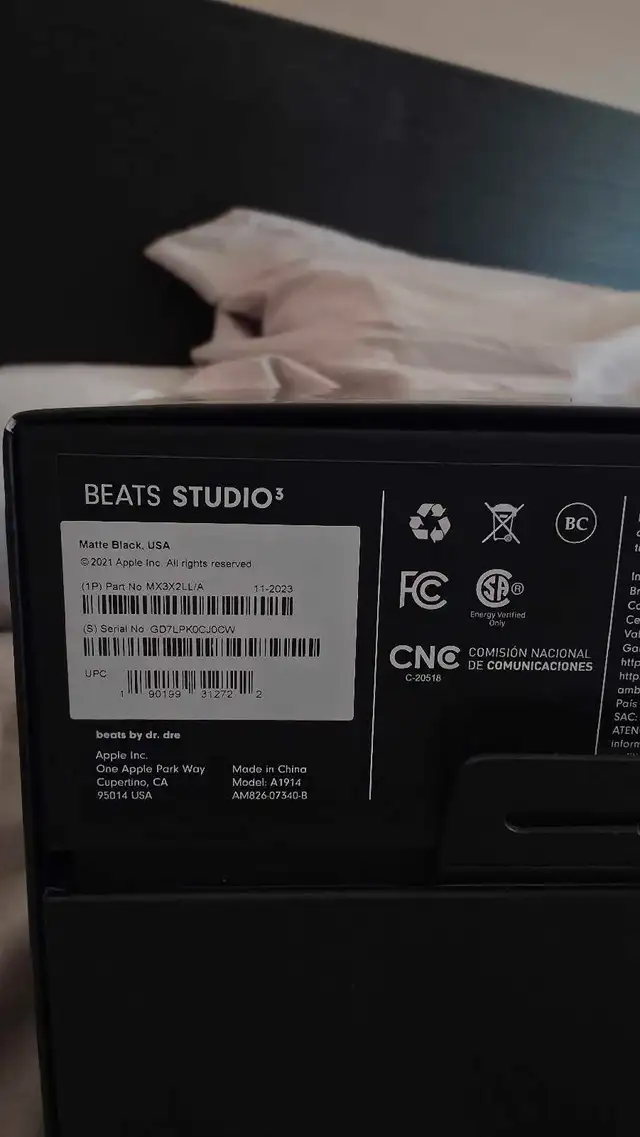 BEATS STUDIO³
Matte Black, USA
©2021 Apple Inc. All rights reserved
(1P) Part No MX3X2LL/A 11-2023
(S) Serial No GD7LPK0CJ0CW
UPC
1 90199 31272 2
beats by dr. dre
Apple Inc.
One Apple Park Way
Cupertino, CA
95014 USA
Made in China
Model: A1914
AM826-07340-B
BC
FC
SA®
Energy Verified
Only
CNC COMISIÓN NACIONAL
DE COMUNICACIONES
C-20518
País
SAC: